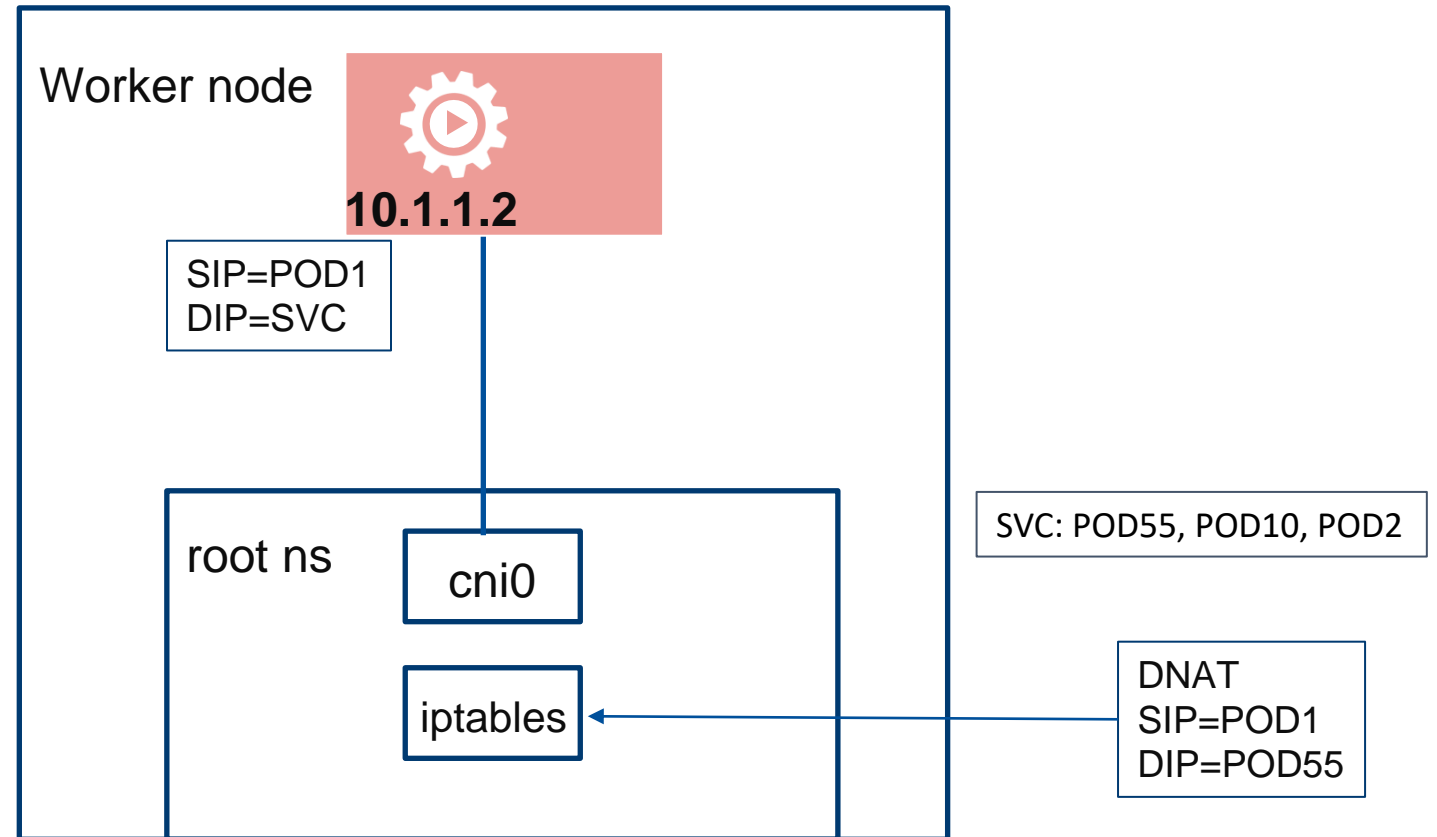 Worker node
10.1.1.2
SIP=POD1
DIP=SVC
root ns
cni0
SVC: POD55, POD10, POD2
iptables
DNAT
SIP=POD1
DIP=POD55